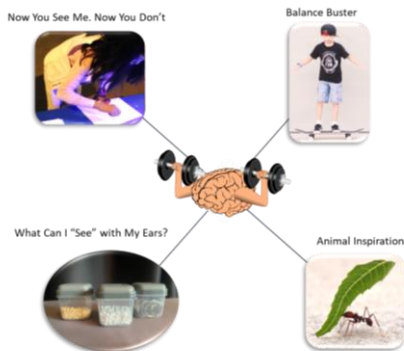 Now You See Me. Now You Don't
Balance Buster
What Can I "See" with My Ears?
Animal Inspiration